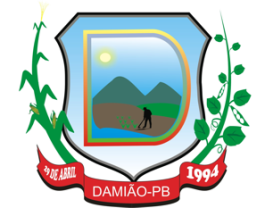 29 DE ABRIL
1994
DAMIÃO-PB